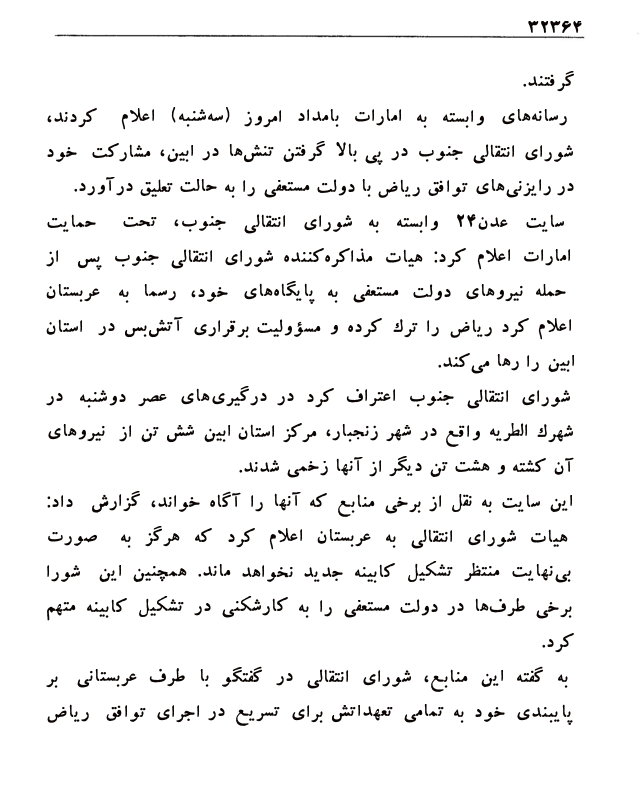 ۳۲۳۶۴
گرفتند.
رسانه‌های وابسته به امارات بامداد امروز (سه‌شنبه) اعلام کردند،
شورای انتقالی جنوب در پی بالا گرفتن تنش‌ها در ابین، مشارکت خود
در رایزنی‌های توافق ریاض با دولت مستعفی را به حالت تعلیق درآورد.
سایت عدن۲۴ وابسته به شورای انتقالی جنوب، تحت حمایت
امارات اعلام کرد: هیات مذاکره‌کننده شورای انتقالی جنوب پس از
حمله نیروهای دولت مستعفی به پایگاه‌های خود، رسما به عربستان
اعلام کرد ریاض را ترك کرده و مسؤولیت برقراری آتش‌بس در استان
ابین را رها می‌کند.
شورای انتقالی جنوب اعتراف کرد در درگیری‌های عصر دوشنبه در
شهرك الطریه واقع در شهر زنجبار، مرکز استان ابین شش تن از نیروهای
آن کشته و هشت تن دیگر از آنها زخمی شدند.
این سایت به نقل از برخی منابع که آنها را آگاه خواند، گزارش داد:
هیات شورای انتقالی به عربستان اعلام کرد که هرگز به صورت
بی‌نهایت منتظر تشکیل کابینه جدید نخواهد ماند. همچنین این شورا
برخی طرف‌ها در دولت مستعفی را به کارشکنی در تشکیل کابینه متهم
کرد.
به گفته این منابع، شورای انتقالی در گفتگو با طرف عربستانی بر
پایبندی خود به تمامی تعهداتش برای تسریع در اجرای توافق ریاض